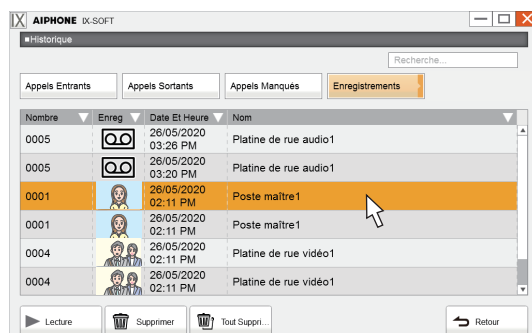 IX AIPHONE IX-SOFT
■Historique
Recherche...
Appels Entrants Appels Sortants Appels Manqués Enregistrements
Nombre Enreg Date Et Heure Nom
0005 26/05/2020 03:26 PM Platine de rue audio1
0005 26/05/2020 03:20 PM Platine de rue audio1
0001 26/05/2020 02:11 PM Poste maître1
0001 26/05/2020 02:11 PM Poste maître1
0004 26/05/2020 02:11 PM Platine de rue vidéo1
0004 26/05/2020 02:11 PM Platine de rue vidéo1
Lecture Supprimer Tout Suppri... Retour